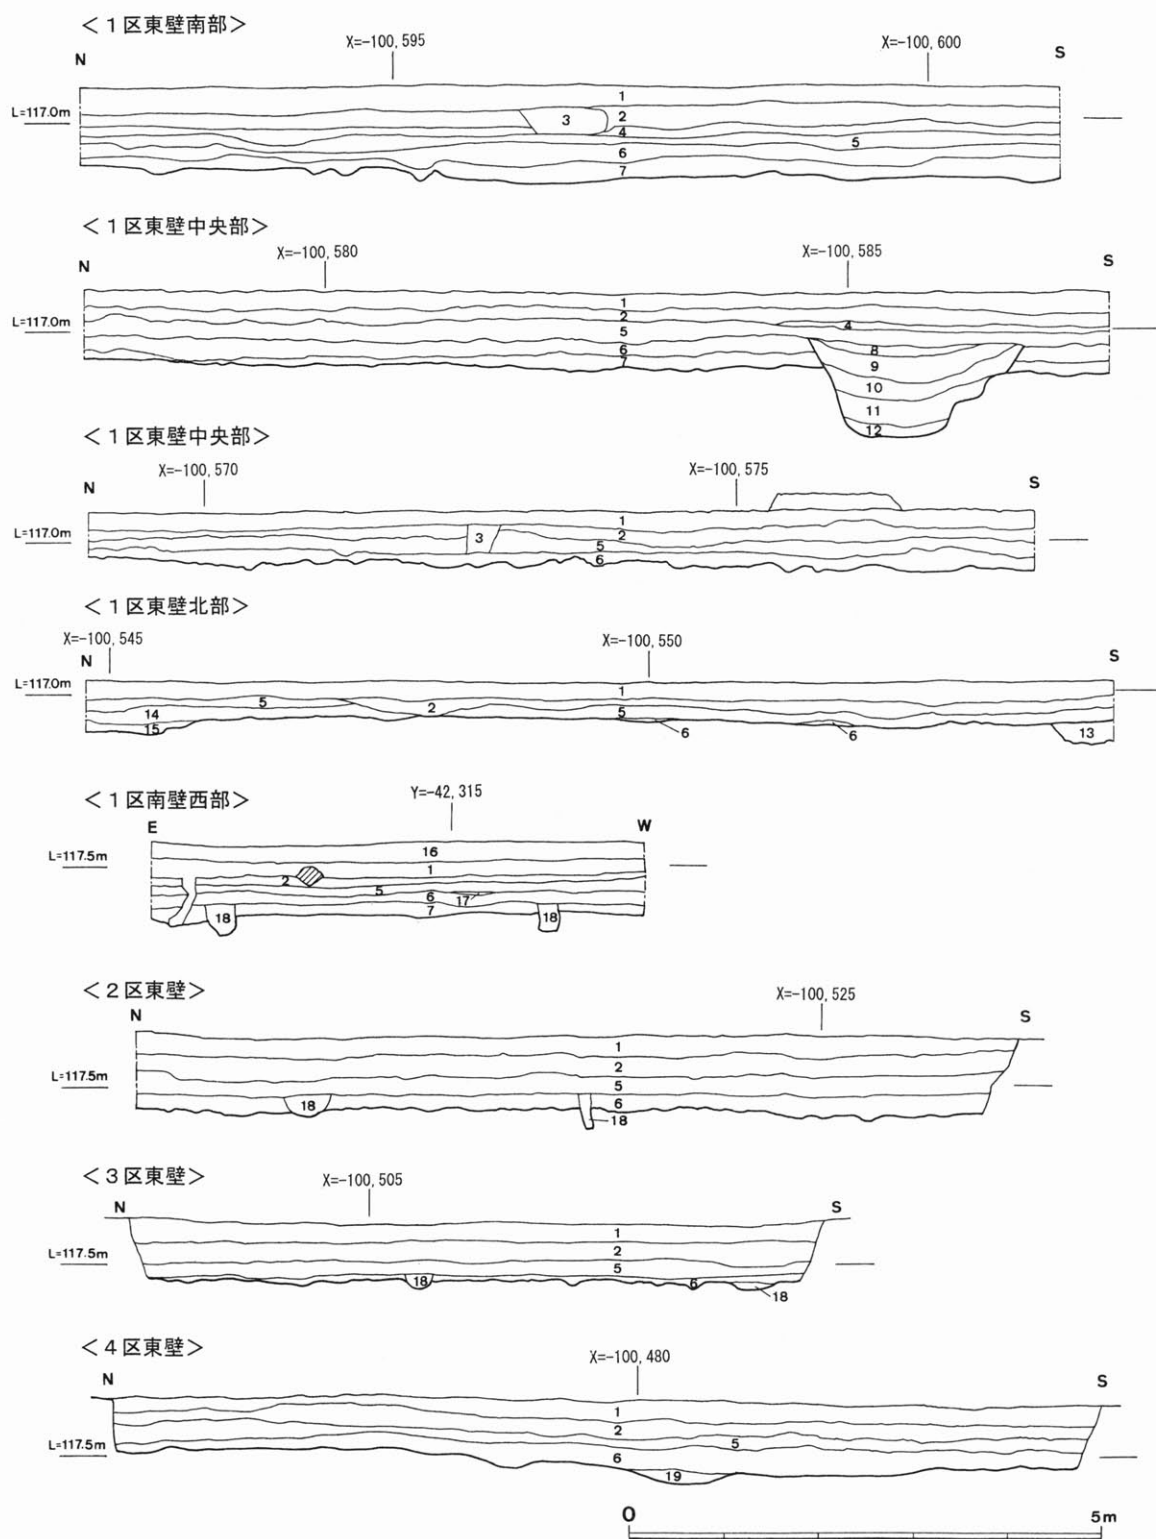 ＜１区東壁南部＞
X=-100,595 X=-100,600
N S
L=117.0m
1
2
3
4
5
6
7
＜１区東壁中央部＞
X=-100,580 X=-100,585
N S
L=117.0m
1
2
4
5
8
6
7
9
10
11
12
＜１区東壁中央部＞
X=-100,570 X=-100,575
N S
L=117.0m
1
2
3
5
6
＜１区東壁北部＞
X=-100,545 X=-100,550
N S
L=117.0m
1
5
2
14
5
15
6
6
13
＜１区南壁西部＞
Y=-42,315
E W
L=117.5m
16
1
2
5
6
17
7
18
18
＜２区東壁＞
X=-100,525
N S
L=117.5m
1
2
5
6
18
18
＜３区東壁＞
X=-100,505
N S
L=117.5m
1
2
5
18
6
18
＜４区東壁＞
X=-100,480
N S
L=117.5m
1
2
5
6
19
0 5m